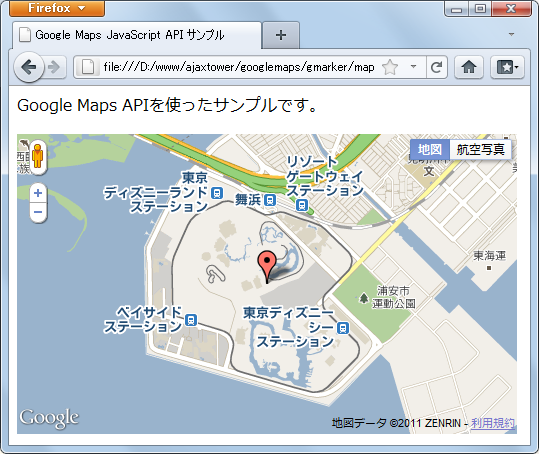 Firefox
Google Maps JavaScript API サンプル
file:///D:/www/ajaxtower/googlemaps/gmarker/map
Google Maps APIを使ったサンプルです。
地図
航空写真
リゾート
ゲートウェイ
ステーション
東京
ディズニーランド
ステーション
舞浜
東海運
浦安市
運動公園
ベイサイド
ステーション
東京ディズニー
シー
ステーション
Google
地図データ ©2011 ZENRIN - 利用規約